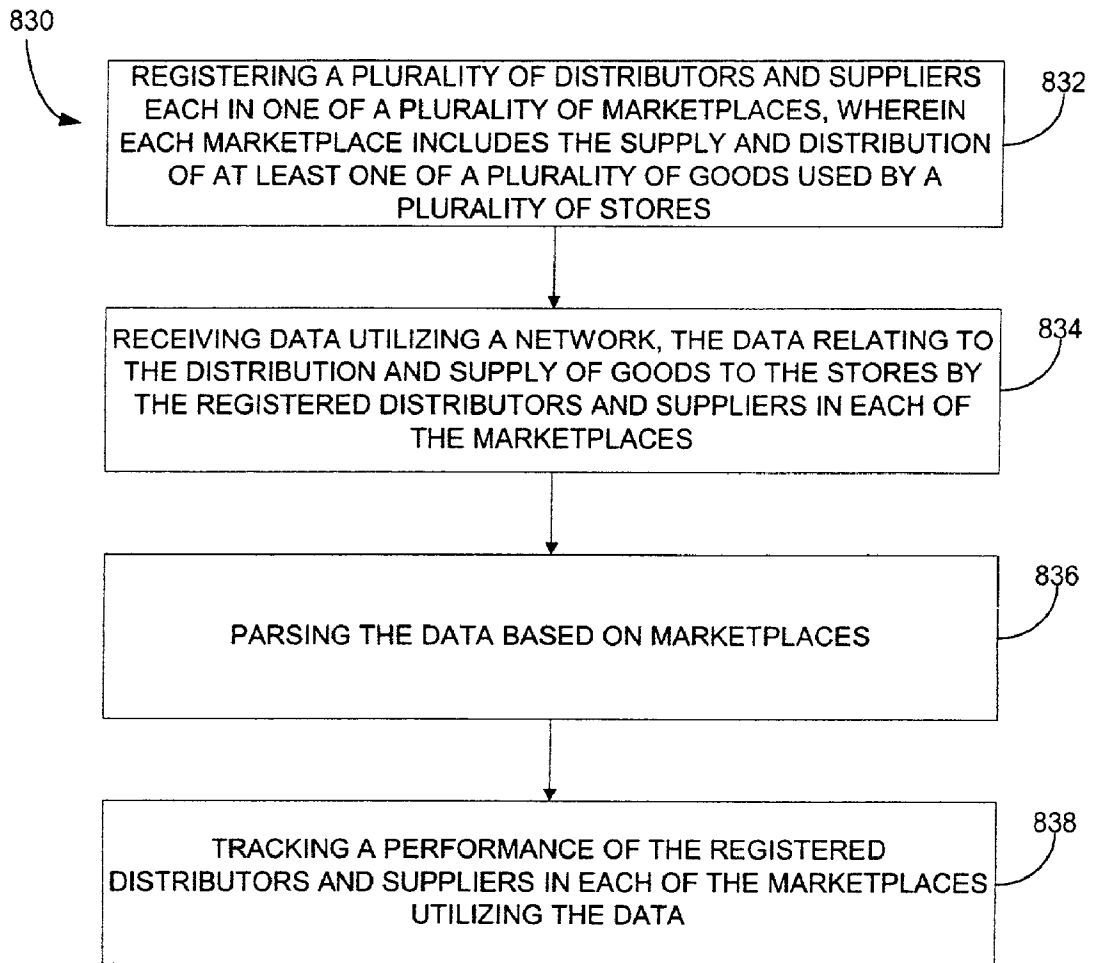 830
REGISTERING A PLURALITY OF DISTRIBUTORS AND SUPPLIERS
EACH IN ONE OF A PLURALITY OF MARKETPLACES, WHEREIN
EACH MARKETPLACE INCLUDES THE SUPPLY AND DISTRIBUTION
OF AT LEAST ONE OF A PLURALITY OF GOODS USED BY A
PLURALITY OF STORES
832
RECEIVING DATA UTILIZING A NETWORK, THE DATA RELATING TO
THE DISTRIBUTION AND SUPPLY OF GOODS TO THE STORES BY
THE REGISTERED DISTRIBUTORS AND SUPPLIERS IN EACH OF
THE MARKETPLACES
834
PARSING THE DATA BASED ON MARKETPLACES
836
TRACKING A PERFORMANCE OF THE REGISTERED
DISTRIBUTORS AND SUPPLIERS IN EACH OF THE MARKETPLACES
UTILIZING THE DATA
838